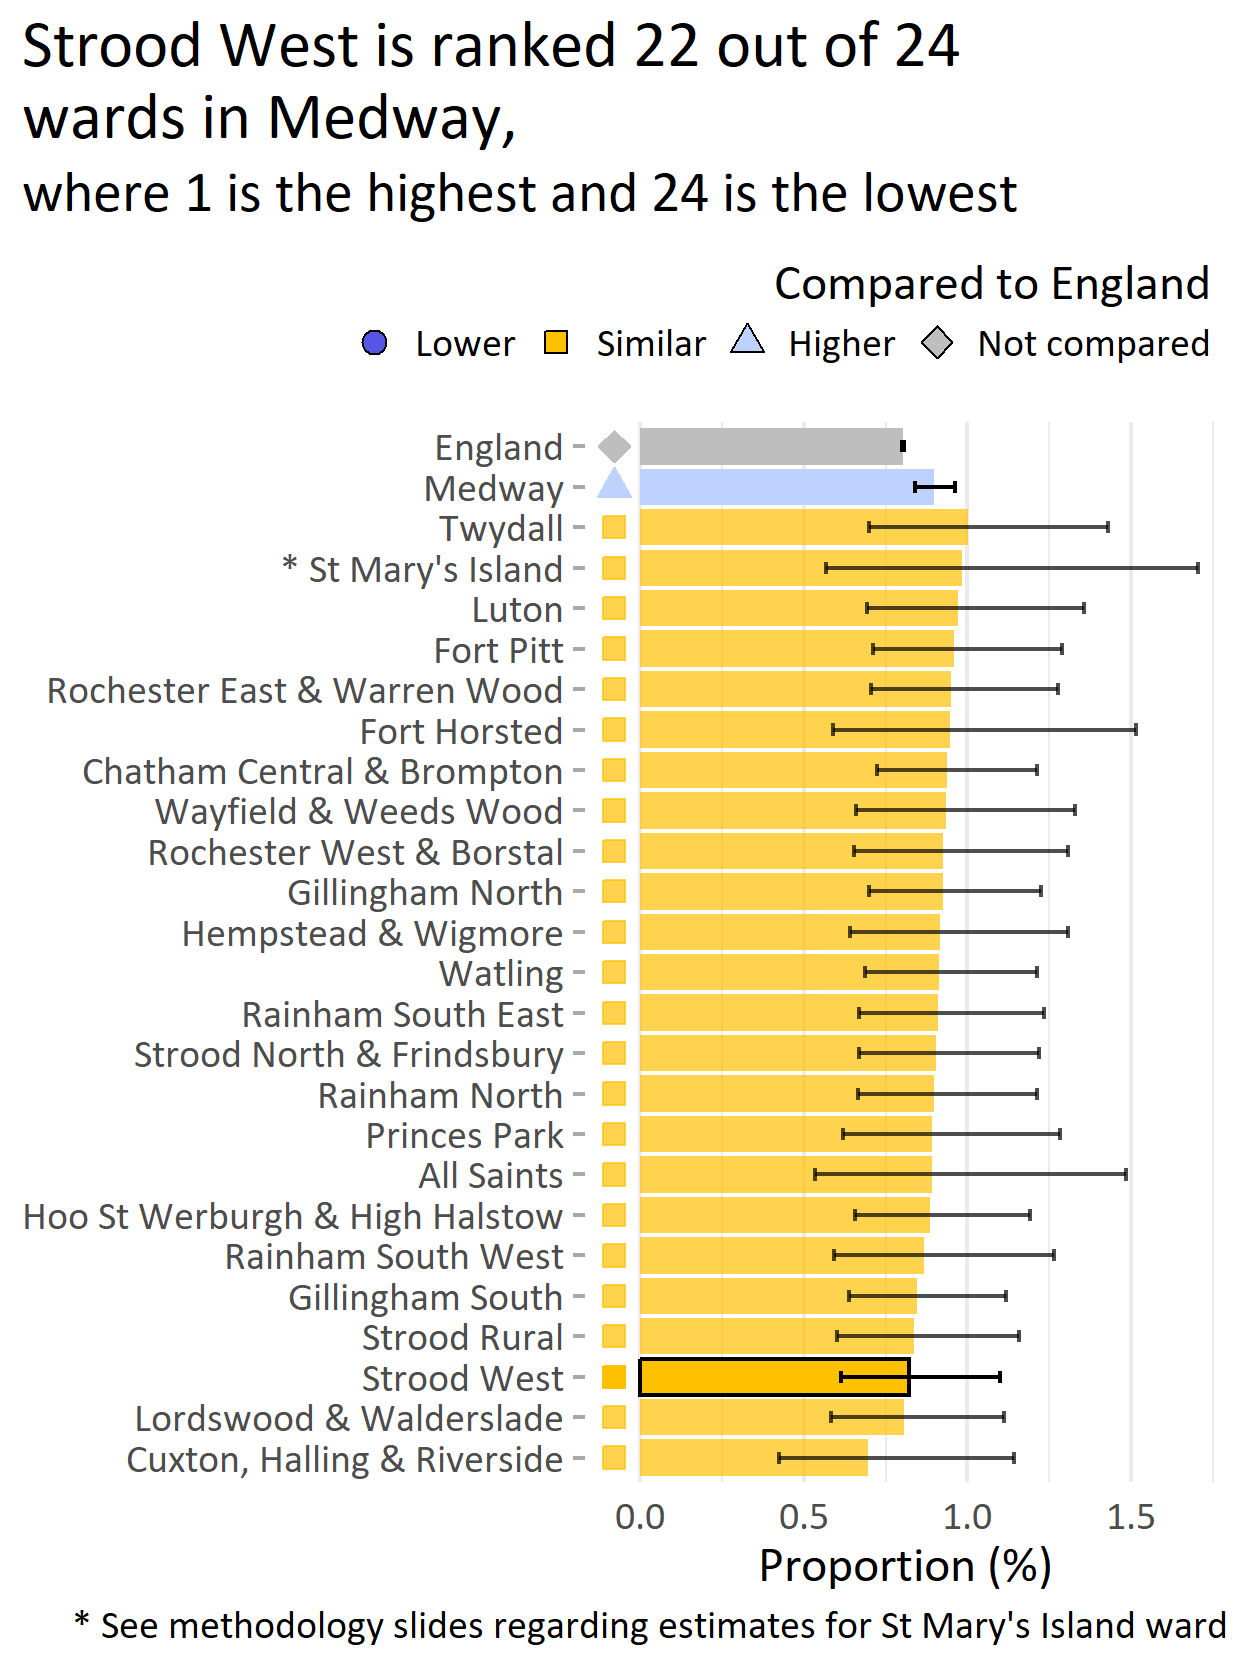 Strood West is ranked 22 out of 24
wards in Medway,
where 1 is the highest and 24 is the lowest
Compared to England
Lower Similar Higher Not compared
England
Medway
Twydall
* St Mary's Island
Luton
Fort Pitt
Rochester East & Warren Wood
Fort Horsted
Chatham Central & Brompton
Wayfield & Weeds Wood
Rochester West & Borstal
Gillingham North
Hempstead & Wigmore
Watling
Rainham South East
Strood North & Frindsbury
Rainham North
Princes Park
All Saints
Hoo St Werburgh & High Halstow
Rainham South West
Gillingham South
Strood Rural
Strood West
Lordswood & Walderslade
Cuxton, Halling & Riverside
0.0 0.5 1.0 1.5
Proportion (%)
* See methodology slides regarding estimates for St Mary's Island ward